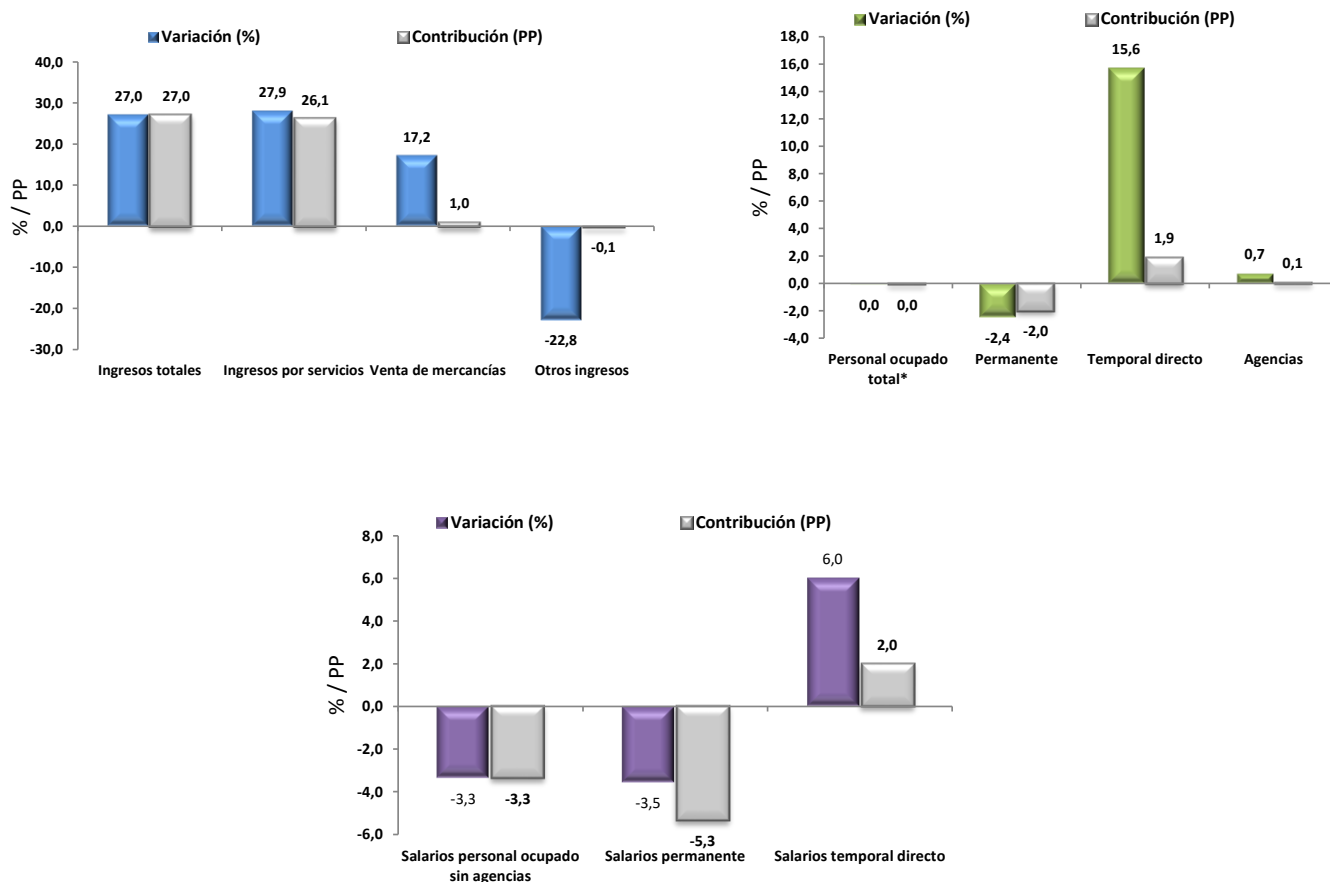 Variación (%) Contribución (PP)
40,0
30,0
20,0
10,0
0,0
-10,0
-20,0
-30,0
% / PP
27,0 27,0 27,9 26,1 17,2 1,0 -22,8 -0,1
Ingresos totales Ingresos por servicios Venta de mercancías Otros ingresos
Variación (%) Contribución (PP)
18,0
16,0
14,0
12,0
10,0
8,0
6,0
4,0
2,0
0,0
-2,0
-4,0
% / PP
0,0 0,0 -2,4 -2,0 15,6 1,9 0,7 0,1
Personal ocupado Permanente Temporal directo Agencias
total*
Variación (%) Contribución (PP)
8,0
6,0
4,0
2,0
0,0
-2,0
-4,0
-6,0
% / PP
-3,3 -3,3 -3,5 -5,3 6,0 2,0
Salarios personal ocupado Salarios permanente Salarios temporal directo
sin agencias